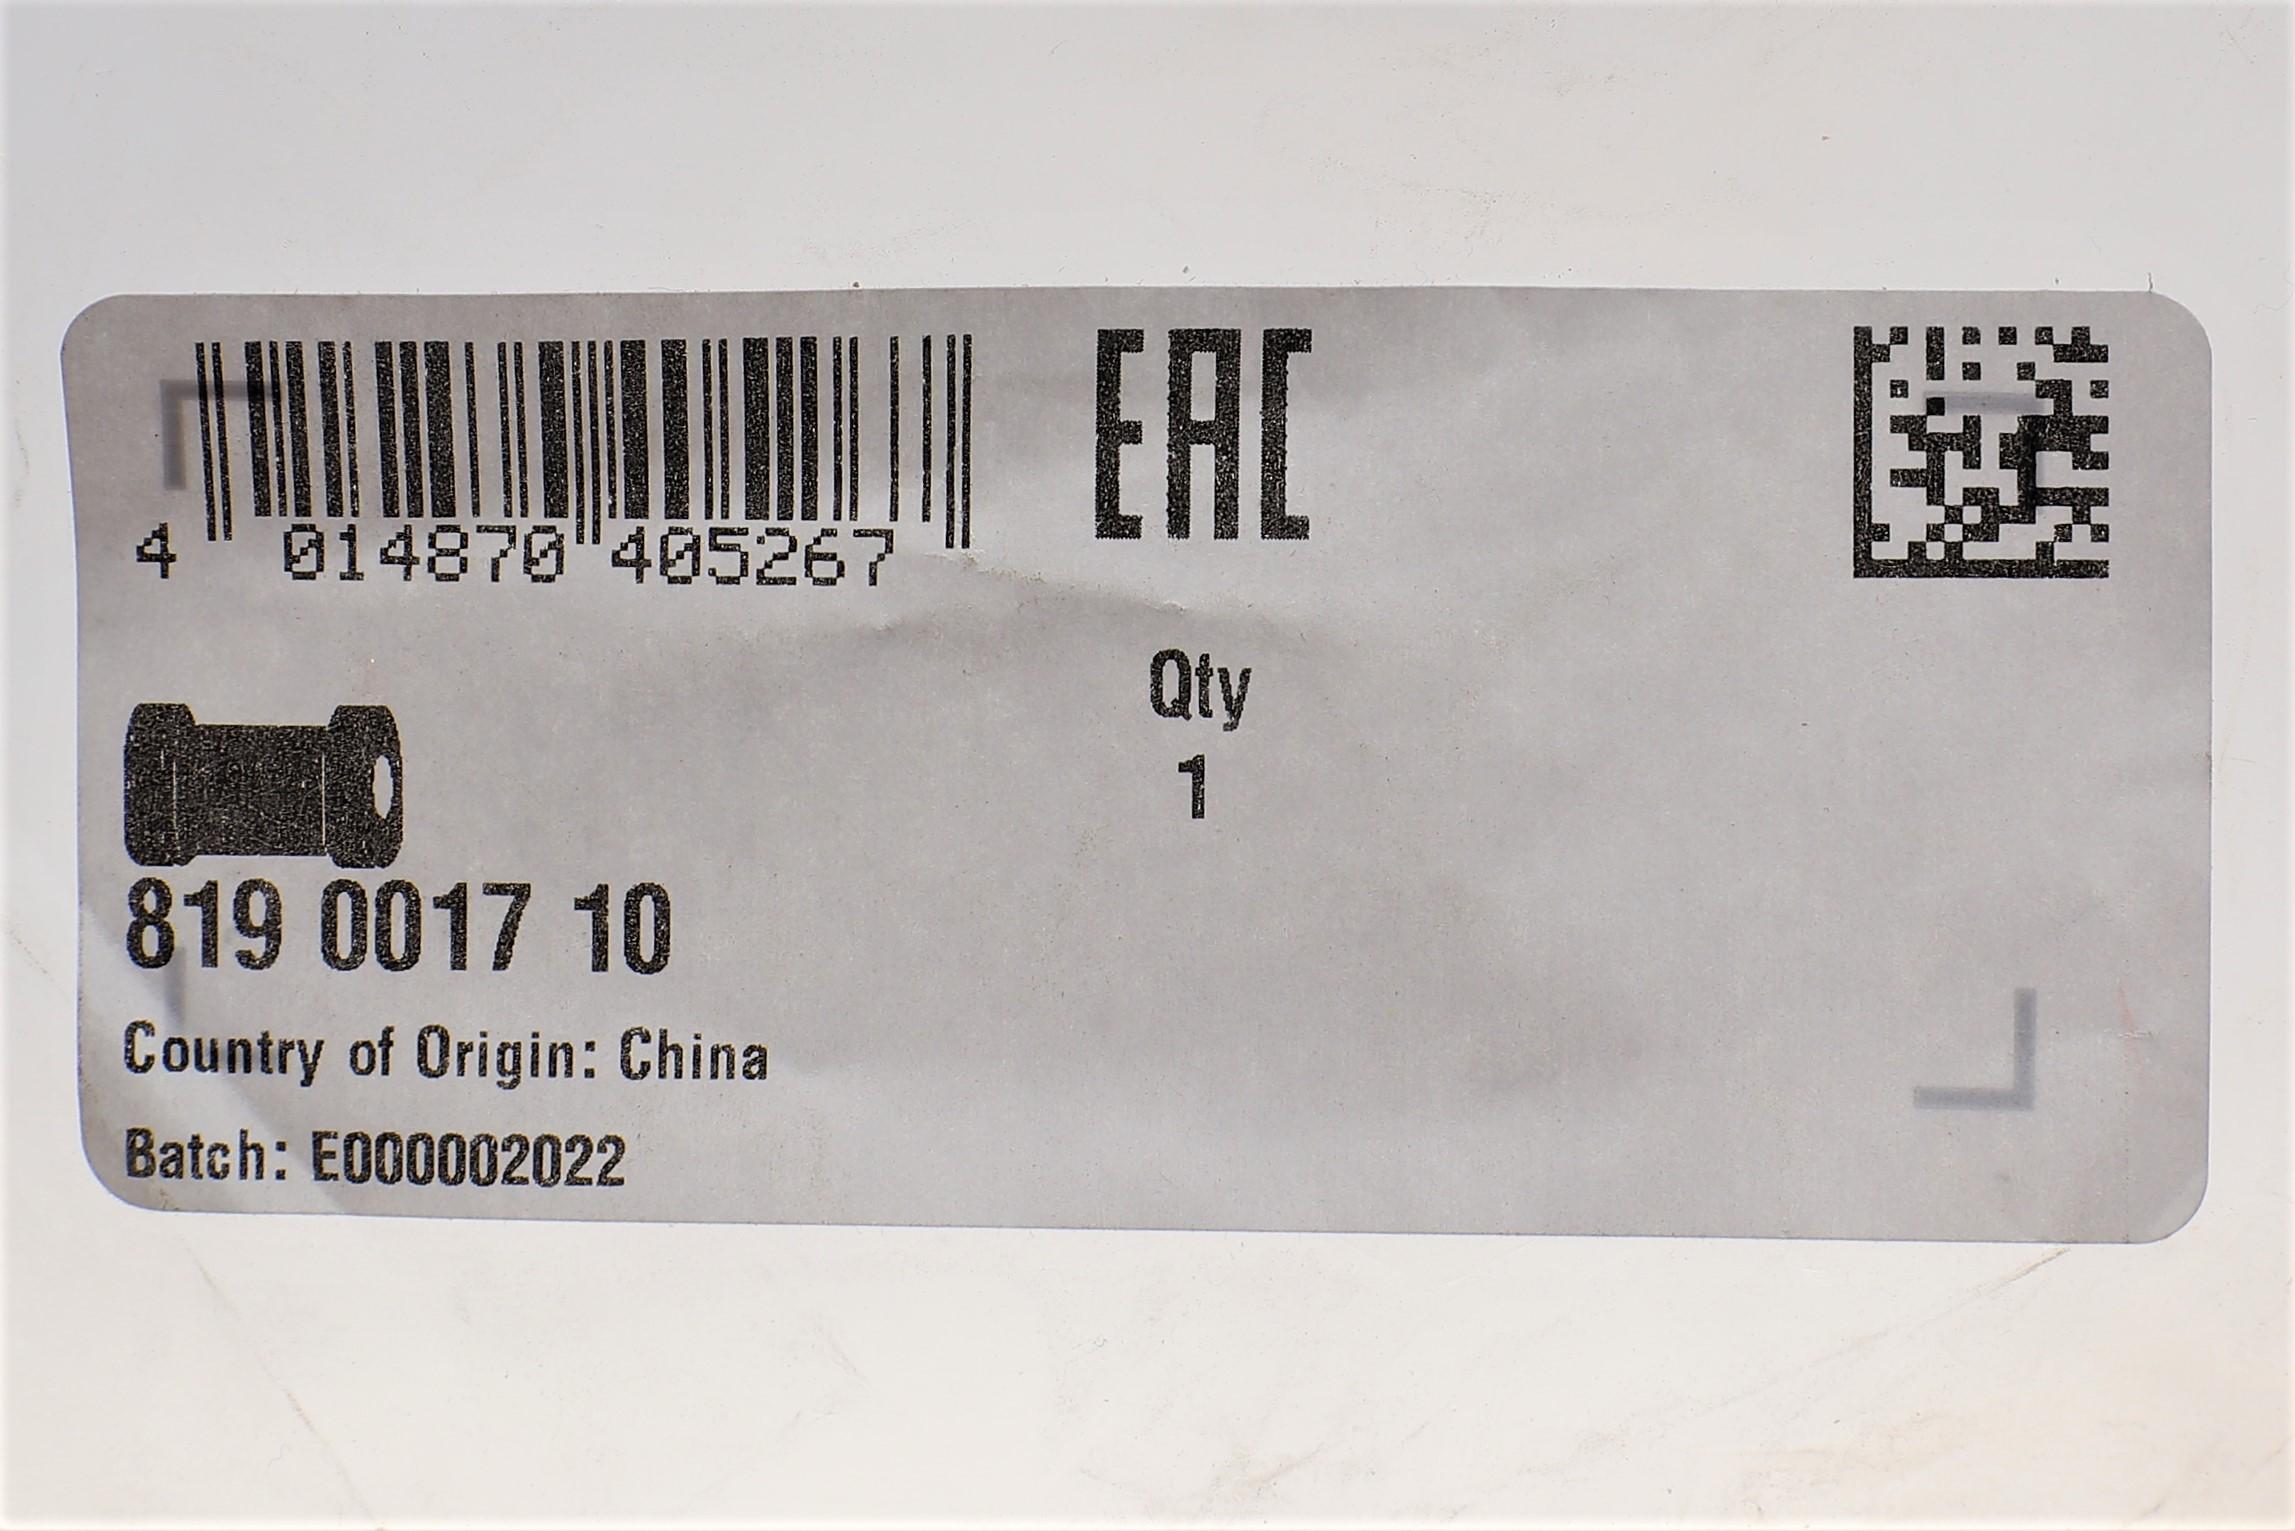 4 014870 405267
EAC
Qty
1
819 0017 10
Country of Origin: China
Batch: E000002022